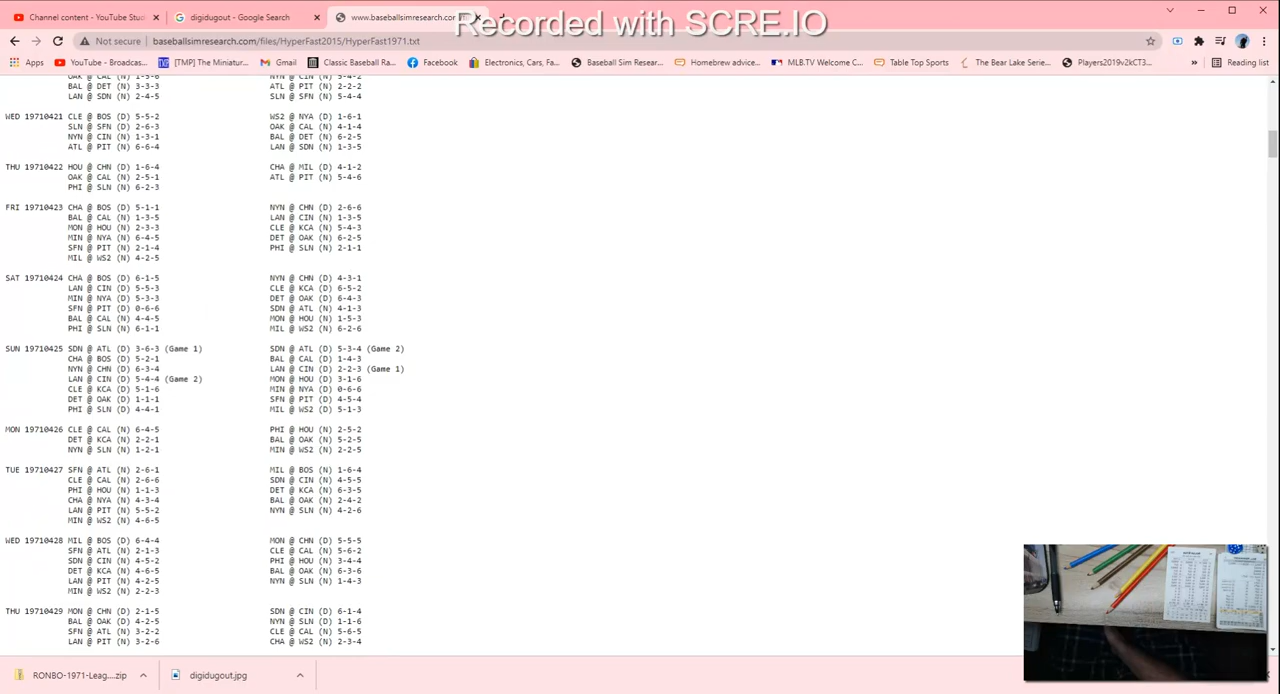 Recorded with SCRE.IO
Channel content - YouTube Stu
digidugout - Google Search
www.baseballsimresearch.com
Not secure
baseballsimresearch.com/files/HyperFast2015/HyperFast1971.txt
Apps YouTube - Broadcas... [TMP] The Miniatur... Gmail Classic Baseball Ra... Facebook Electronics, Cars, Fa... Baseball Sim Resear... Homebrew advice... MLB.TV Welcome C... Table Top Sports The Bear Lake Serie... Players2019v2kCT3... » Reading list
OAK @ CAL (N) 1-5-6 NYN @ CIN (N) 5-4-2
BAL @ DET (N) 3-3-3 ATL @ PIT (N) 2-2-2
LAN @ SDN (N) 2-4-5 SLN @ SFN (N) 5-4-4
WED 19710421 CLE @ BOS (D) 5-5-2 WS2 @ NYA (D) 1-6-1
SLN @ SFN (D) 2-6-3 OAK @ CAL (N) 4-1-4
NYN @ CIN (N) 1-3-1 BAL @ DET (N) 6-2-5
ATL @ PIT (N) 6-6-4 LAN @ SDN (N) 1-3-5
THU 19710422 HOU @ CHN (D) 1-6-4 CHA @ MIL (D) 4-1-2
OAK @ CAL (N) 2-5-1 ATL @ PIT (N) 5-4-6
PHI @ SLN (N) 6-2-3
FRI 19710423 CHA @ BOS (D) 5-1-1 NYN @ CHN (D) 2-6-6
BAL @ CAL (N) 1-3-5 LAN @ CIN (N) 1-3-5
MON @ HOU (N) 2-3-3 CLE @ KCA (N) 5-4-3
MIN @ NYA (N) 6-4-5 DET @ OAK (N) 6-2-5
SFN @ PIT (N) 2-1-4 PHI @ SLN (N) 2-1-1
MIL @ WS2 (N) 4-2-5
SAT 19710424 CHA @ BOS (D) 6-1-5 NYN @ CHN (D) 4-3-1
LAN @ CIN (D) 5-5-3 CLE @ KCA (D) 6-5-2
MIN @ NYA (D) 5-3-3 DET @ OAK (D) 6-4-3
SFN @ PIT (D) 0-6-6 SDN @ ATL (N) 4-1-3
BAL @ CAL (N) 4-4-5 MON @ HOU (N) 1-5-3
PHI @ SLN (N) 6-1-1 MIL @ WS2 (N) 6-2-6
SUN 19710425 SDN @ ATL (D) 3-6-3 (Game 1) SDN @ ATL (D) 5-3-4 (Game 2)
CHA @ BOS (D) 5-2-1 BAL @ CAL (D) 1-4-3
NYN @ CHN (D) 6-3-4 LAN @ CIN (D) 2-2-3 (Game 1)
LAN @ CIN (D) 5-4-4 (Game 2) MON @ HOU (D) 3-1-6
CLE @ KCA (D) 5-1-6 MIN @ NYA (D) 0-6-6
DET @ OAK (D) 1-1-1 SFN @ PIT (D) 4-5-4
PHI @ SLN (D) 4-4-1 MIL @ WS2 (D) 5-1-3
MON 19710426 CLE @ CAL (N) 6-4-5 PHI @ HOU (N) 2-5-2
DET @ KCA (N) 2-2-1 BAL @ OAK (N) 5-2-5
NYN @ SLN (N) 1-2-1 MIN @ WS2 (N) 2-2-5
TUE 19710427 SFN @ ATL (N) 2-6-1 MIL @ BOS (N) 1-6-4
CLE @ CAL (N) 2-6-6 SDN @ CIN (N) 4-5-5
PHI @ HOU (N) 1-1-3 DET @ KCA (N) 6-3-5
CHA @ NYA (N) 4-3-4 BAL @ OAK (N) 2-4-2
LAN @ PIT (N) 5-5-2 NYN @ SLN (N) 4-2-6
MIN @ WS2 (N) 4-6-5
WED 19710428 MIL @ BOS (D) 6-4-4 MON @ CHN (D) 5-5-5
SFN @ ATL (N) 2-1-3 CLE @ CAL (N) 5-6-2
SDN @ CIN (N) 4-5-2 PHI @ HOU (N) 3-4-4
DET @ KCA (N) 4-6-5 BAL @ OAK (N) 6-3-6
LAN @ PIT (N) 4-2-5 NYN @ SLN (N) 1-4-3
MIN @ WS2 (N) 2-2-3
THU 19710429 MON @ CHN (D) 2-1-5 SDN @ CIN (D) 6-1-4
BAL @ OAK (D) 4-2-5 NYN @ SLN (D) 1-1-6
SFN @ ATL (N) 3-2-2 CLE @ CAL (N) 5-6-5
LAN @ PIT (N) 3-2-6 CHA @ WS2 (N) 2-3-4
RONBO-1971-Leag....zip
digidugout.jpg